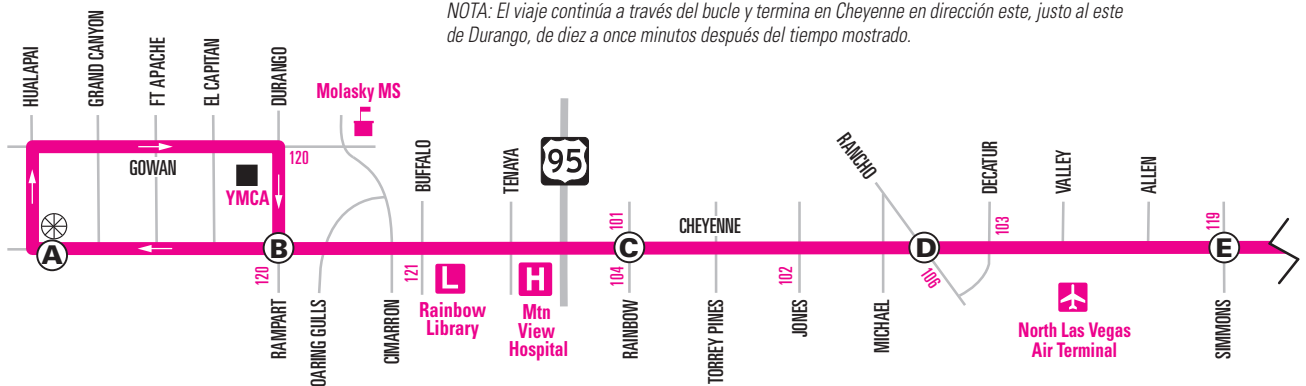 NOTA: El viaje continúa a través del bucle y termina en Cheyenne en dirección este, justo al este
de Durango, de diez a once minutos después del tiempo mostrado.
HUALAPAI
GRAND CANYON
FT APACHE
EL CAPITAN
DURANGO
Molasky MS
GOWAN
YMCA
120
BUFFALO
TENAYA
95
101
CHEYENNE
RANCHO
DECATUR
103
VALLEY
ALLEN
119
A
B
C
D
E
120
RAMPART
DARING GULLS
CIMARRON
121
L
Rainbow
Library
H
Mtn
View
Hospital
104
RAINBOW
TORREY PINES
102
JONES
MICHAEL
106
North Las Vegas
Air Terminal
SIMMONS